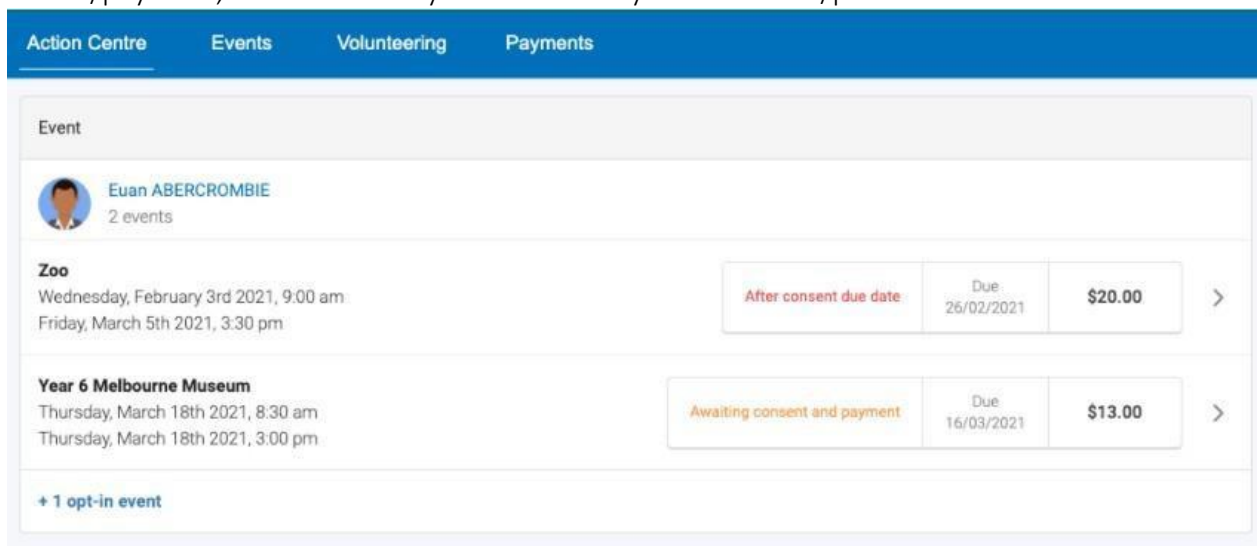 Action Centre Events Volunteering Payments
Event
Euan ABERCROMBIE
2 events
Zoo
Wednesday, February 3rd 2021, 9:00 am
Friday, March 5th 2021, 3:30 pm
After consent due date
Due
26/02/2021
$20.00
Year 6 Melbourne Museum
Thursday, March 18th 2021, 8:30 am
Thursday, March 18th 2021, 3:00 pm
Awaiting consent and payment
Due
16/03/2021
$13.00
+ 1 opt-in event